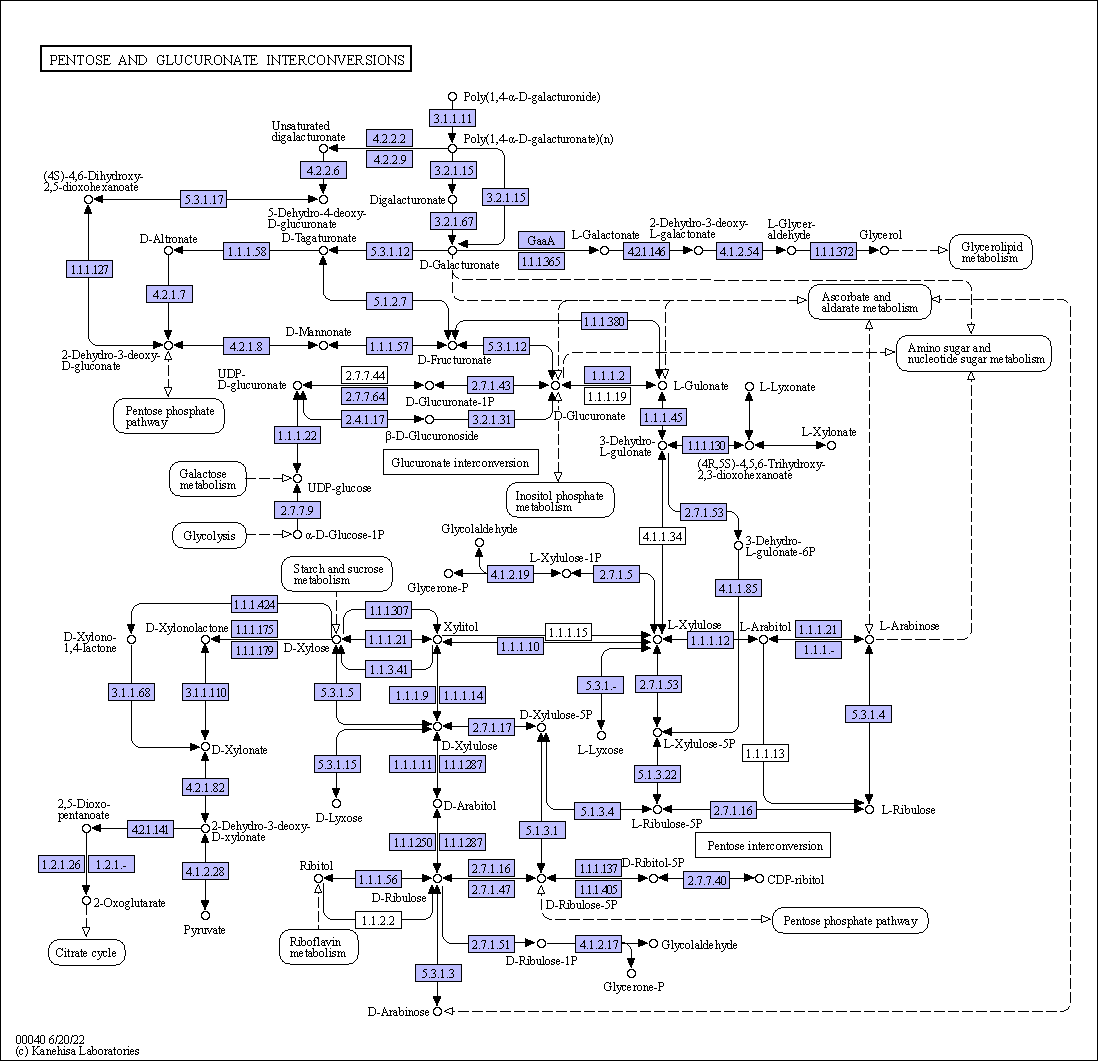 PENTOSE AND GLUCURONATE INTERCONVERSIONS
Poly(1,4-α-D-galacturonide)
3.1.1.11
Unsaturated
digalacturonate
4.2.2.2
Poly(1,4-α-D-galacturonate)(n)
4.2.2.9
4.2.2.6
3.2.1.15
(4S)-4,6-Dihydroxy-
2,5-dioxohexanoate
5.3.1.17
Digalacturonate
3.2.1.15
5-Dehydro-4-deoxy-
D-glucuronate
3.2.1.67
2-Dehydro-3-deoxy-
L-galactonate
L-Glycer-
aldehyde
D-Altronate
D-Tagaturonate
GaaA
L-Galactonate
Glycerol
1.1.1.58
5.3.1.12
1.1.1.365
4.2.1.146
4.1.2.54
1.1.1.372
Glycerolipid
metabolism
D-Galacturonate
1.1.1.127
4.2.1.7
5.1.2.7
Ascorbate and
aldarate metabolism
1.1.1.380
D-Mannonate
4.2.1.8
1.1.1.57
5.3.1.12
2-Dehydro-3-deoxy-
D-gluconate
D-Fructuronate
Amino sugar and
nucleotide sugar metabolism
UDP-
D-glucuronate
2.7.7.44
2.7.7.64
2.7.1.43
1.1.1.2
1.1.1.19
L-Gulonate
L-Lyxonate
D-Glucuronate-1P
D-Glucuronate
Pentose phosphate
pathway
2.4.1.17
3.2.1.31
1.1.1.45
β-D-Glucuronoside
1.1.1.22
3-Dehydro-
L-gulonate
1.1.1.130
L-Xylonate
(4R,5S)-4,5,6-Trihydroxy-
2,3-dioxohexanoate
Glucuronate interconversion
Galactose
metabolism
UDP-glucose
Inositol phosphate
metabolism
2.7.7.9
2.7.1.53
Glycolysis
α-D-Glucose-1P
Glycolaldehyde
4.1.1.34
3-Dehydro-
L-gulonate-6P
L-Xylulose-1P
Starch and sucrose
metabolism
Glycerone-P
4.1.2.19
2.7.1.5
4.1.1.85
1.1.1.424
1.1.1.307
D-Xylono-
1,4-lactone
D-Xylonolactone
1.1.1.175
1.1.1.179
D-Xylose
1.1.1.21
Xylitol
1.1.1.15
1.1.1.10
L-Xylulose
1.1.1.12
L-Arabitol
1.1.1.21
1.1.1.-
L-Arabinose
1.1.3.41
3.1.1.68
3.1.1.110
5.3.1.5
1.1.1.9
1.1.1.14
5.3.1.-
2.7.1.53
5.3.1.4
D-Xylulose-5P
2.7.1.17
D-Xylulose
D-Xylonate
L-Lyxose
L-Xylulose-5P
1.1.1.13
5.3.1.15
1.1.1.11
1.1.1.287
5.1.3.22
4.2.1.82
2,5-Dioxo-
pentanoate
D-Lyxose
D-Arabitol
5.1.3.4
L-Ribulose-5P
2.7.1.16
L-Ribulose
4.2.1.141
2-Dehydro-3-deoxy-
D-xylonate
5.1.3.1
1.1.1.250
1.1.1.287
Pentose interconversion
1.2.1.26
1.2.1.-
4.1.2.28
Ribitol
1.1.1.56
D-Ribulose
2.7.1.16
2.7.1.47
1.1.1.137
1.1.1.405
D-Ribitol-5P
2.7.7.40
CDP-ribitol
D-Ribulose-5P
2-Oxoglutarate
1.1.2.2
Pentose phosphate pathway
Pyruvate
Citrate cycle
Riboflavin
metabolism
2.7.1.51
4.1.2.17
Glycolaldehyde
D-Ribulose-1P
5.3.1.3
Glycerone-P
D-Arabinose
00040 6/20/22
(c) Kanehisa Laboratories